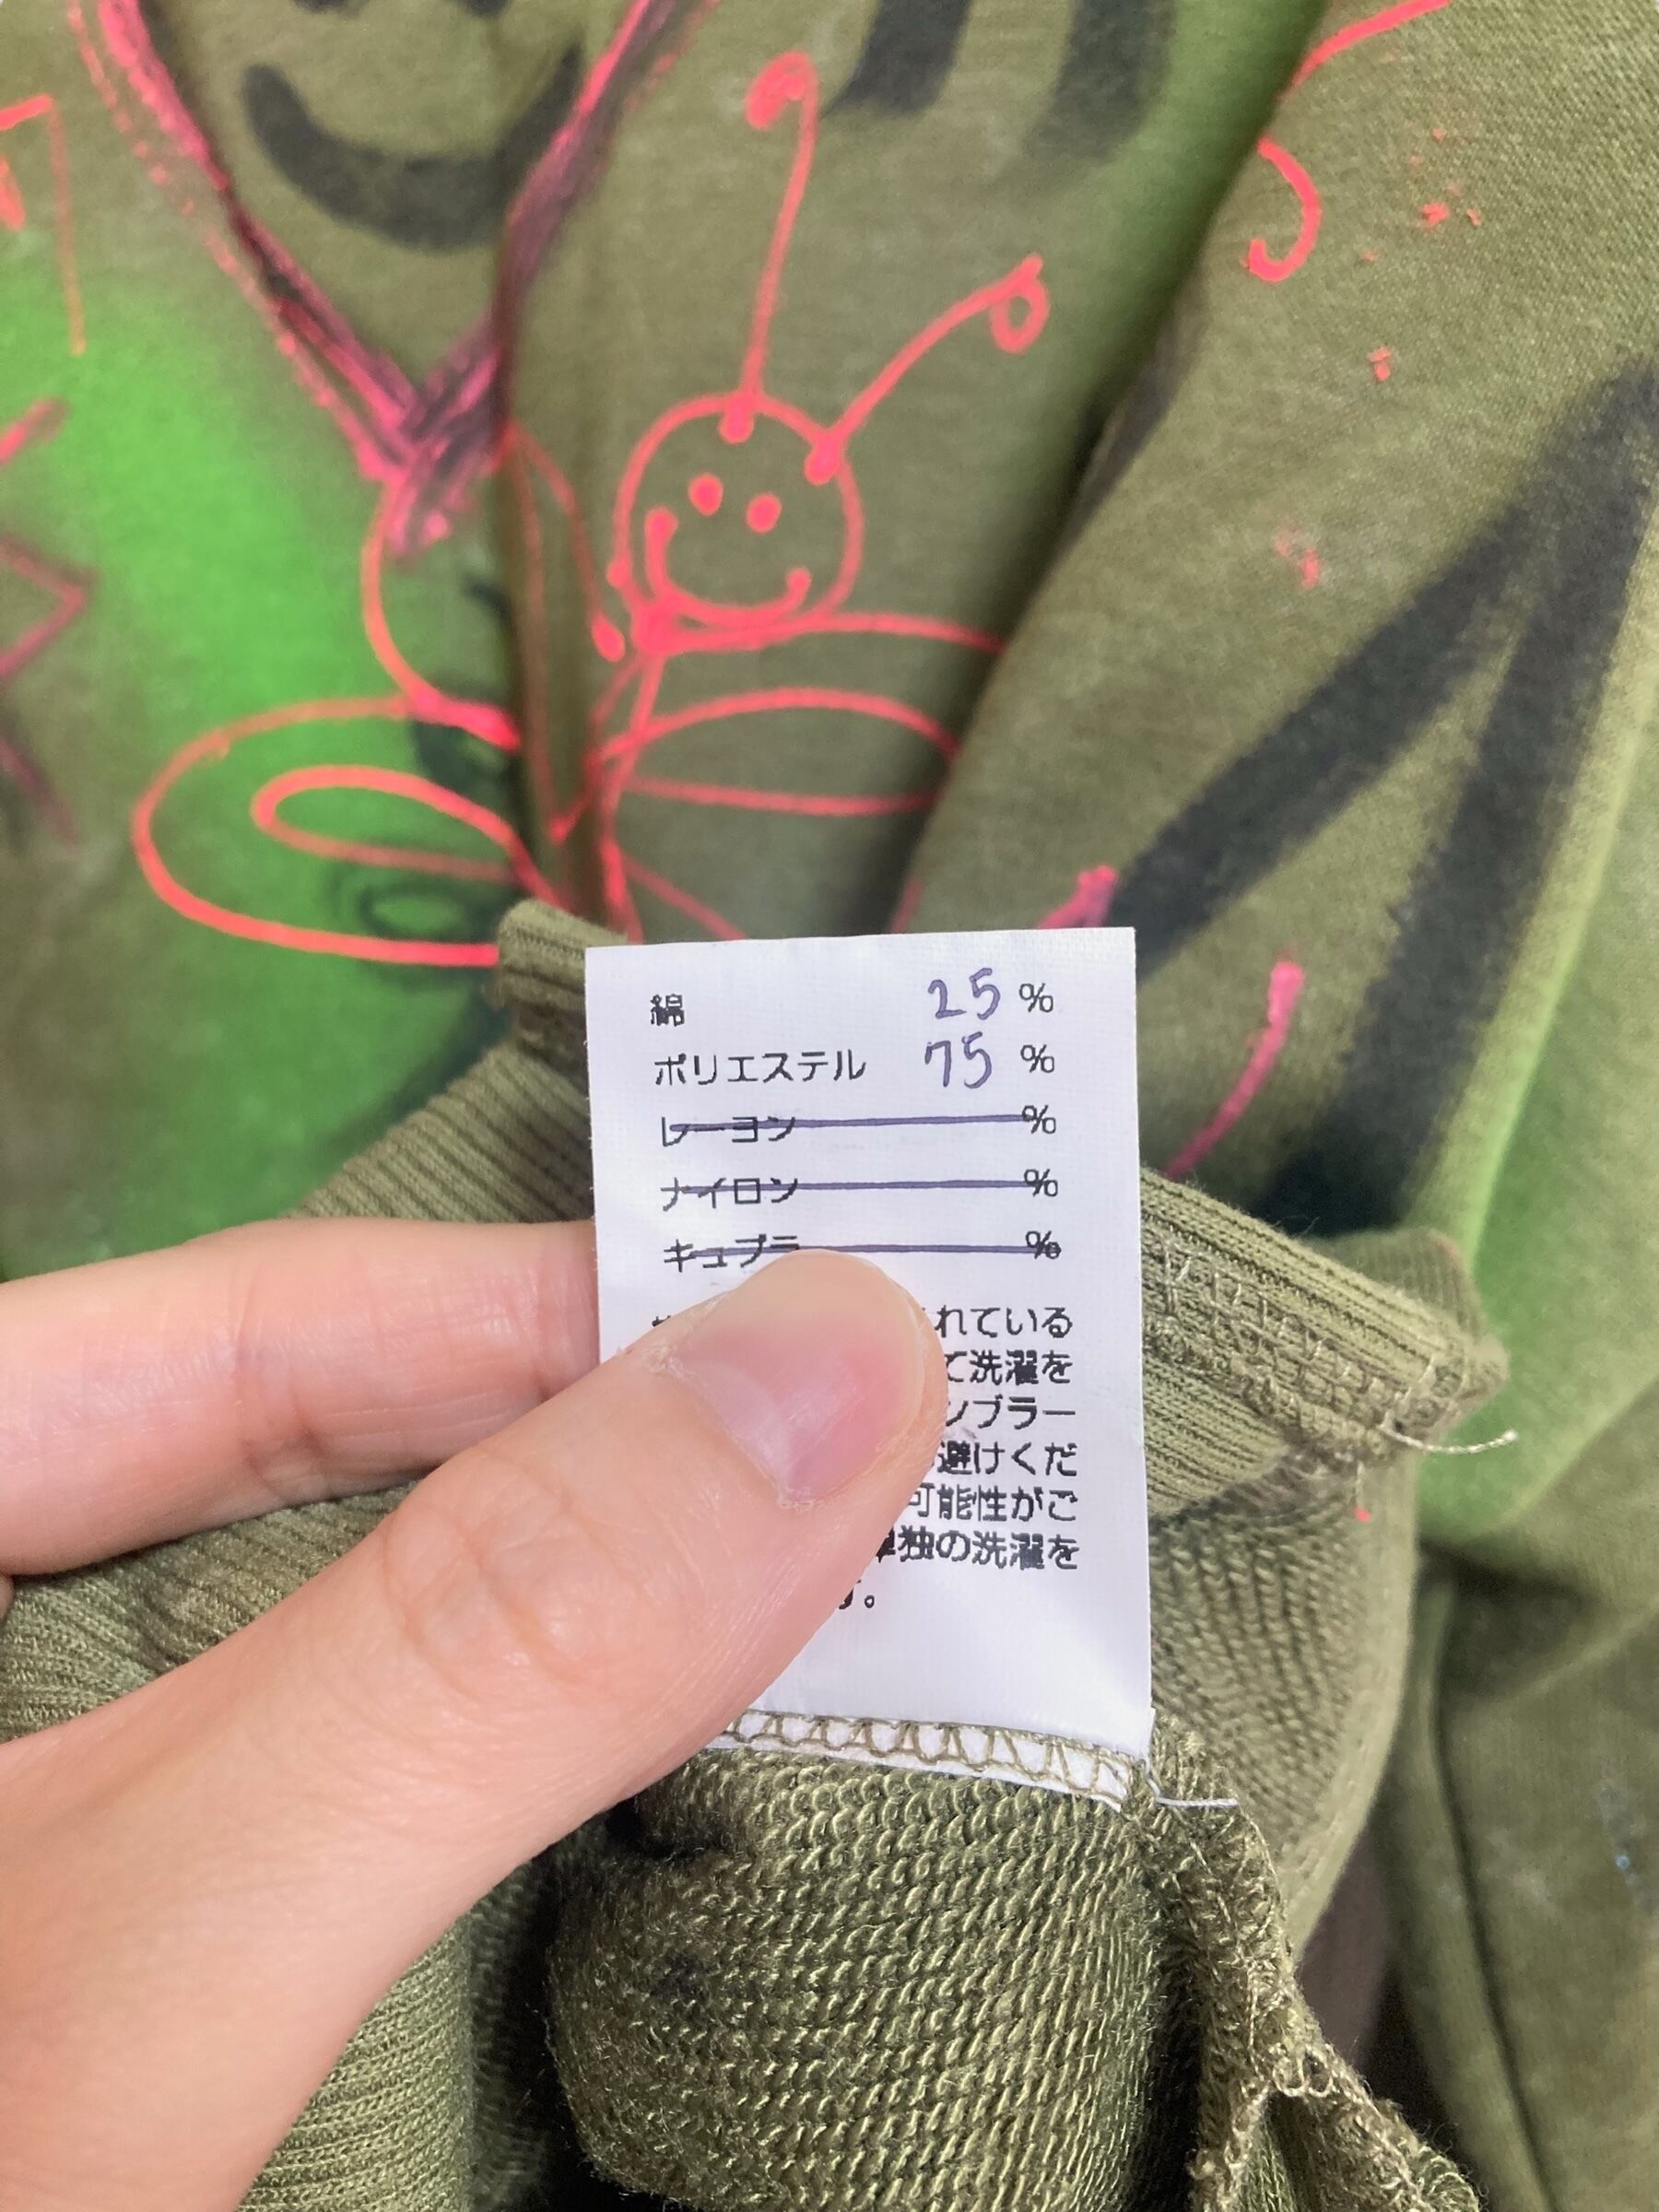 綿 25 %
ポリエステル 75 %
レーヨン %
ナイロン %
キュプラ %
れている
て洗濯を
ンブラー
避けくだ
可能性がご
単独の洗濯を
す。